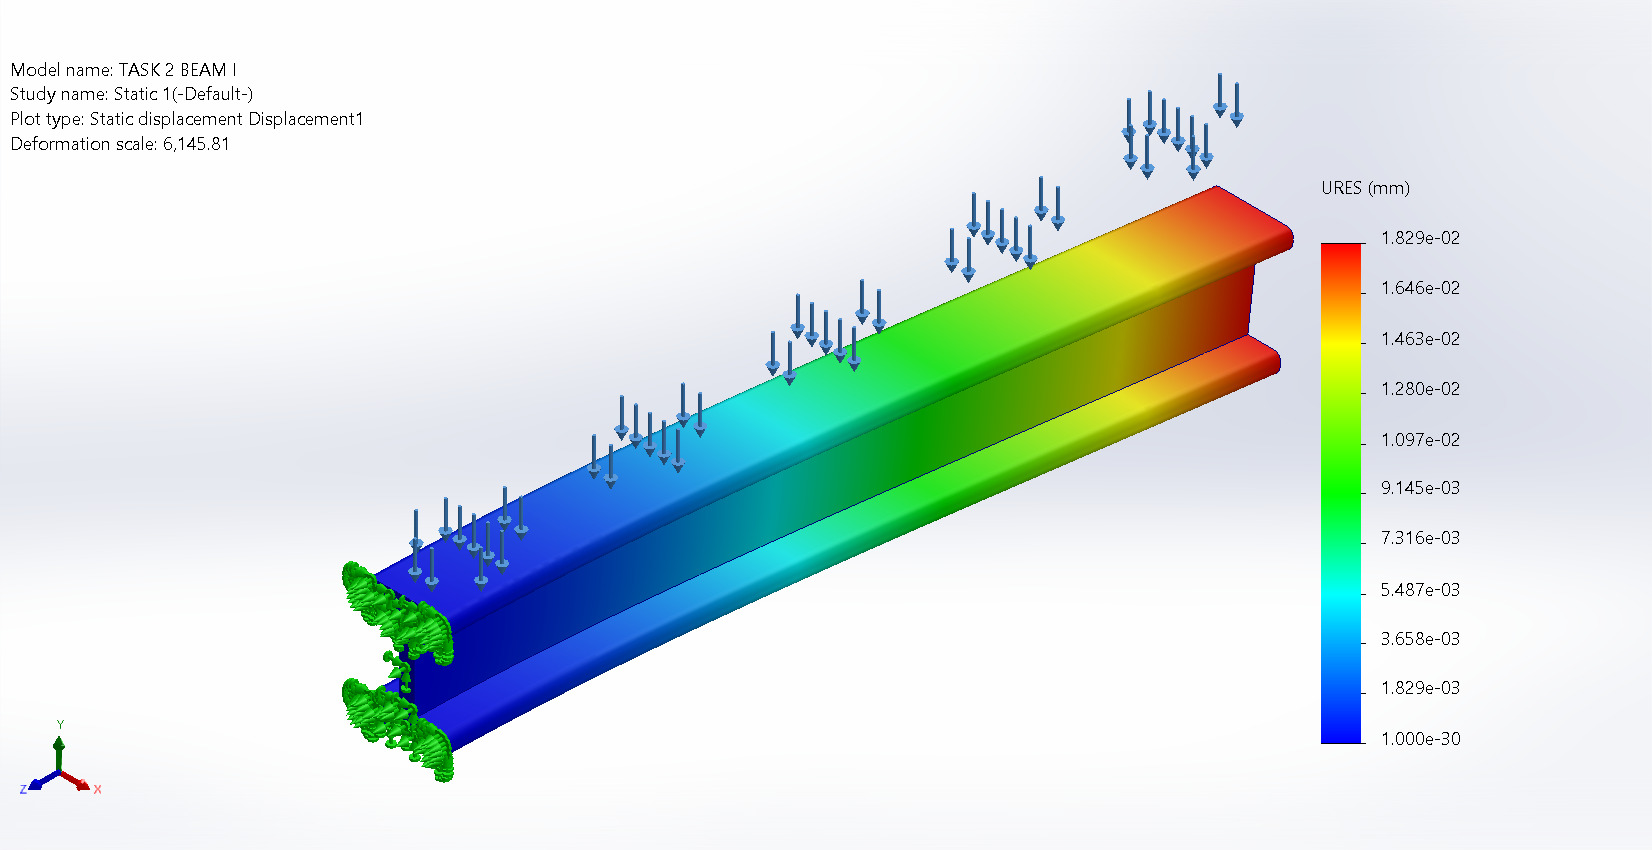 Model name: TASK 2 BEAM I
Study name: Static 1(-Default-)
Plot type: Static displacement Displacement1
Deformation scale: 6,145.81
URES (mm)
1.829e-02
1.646e-02
1.463e-02
1.280e-02
1.097e-02
9.145e-03
7.316e-03
5.487e-03
3.658e-03
1.829e-03
1.000e-30
Y
Z
X